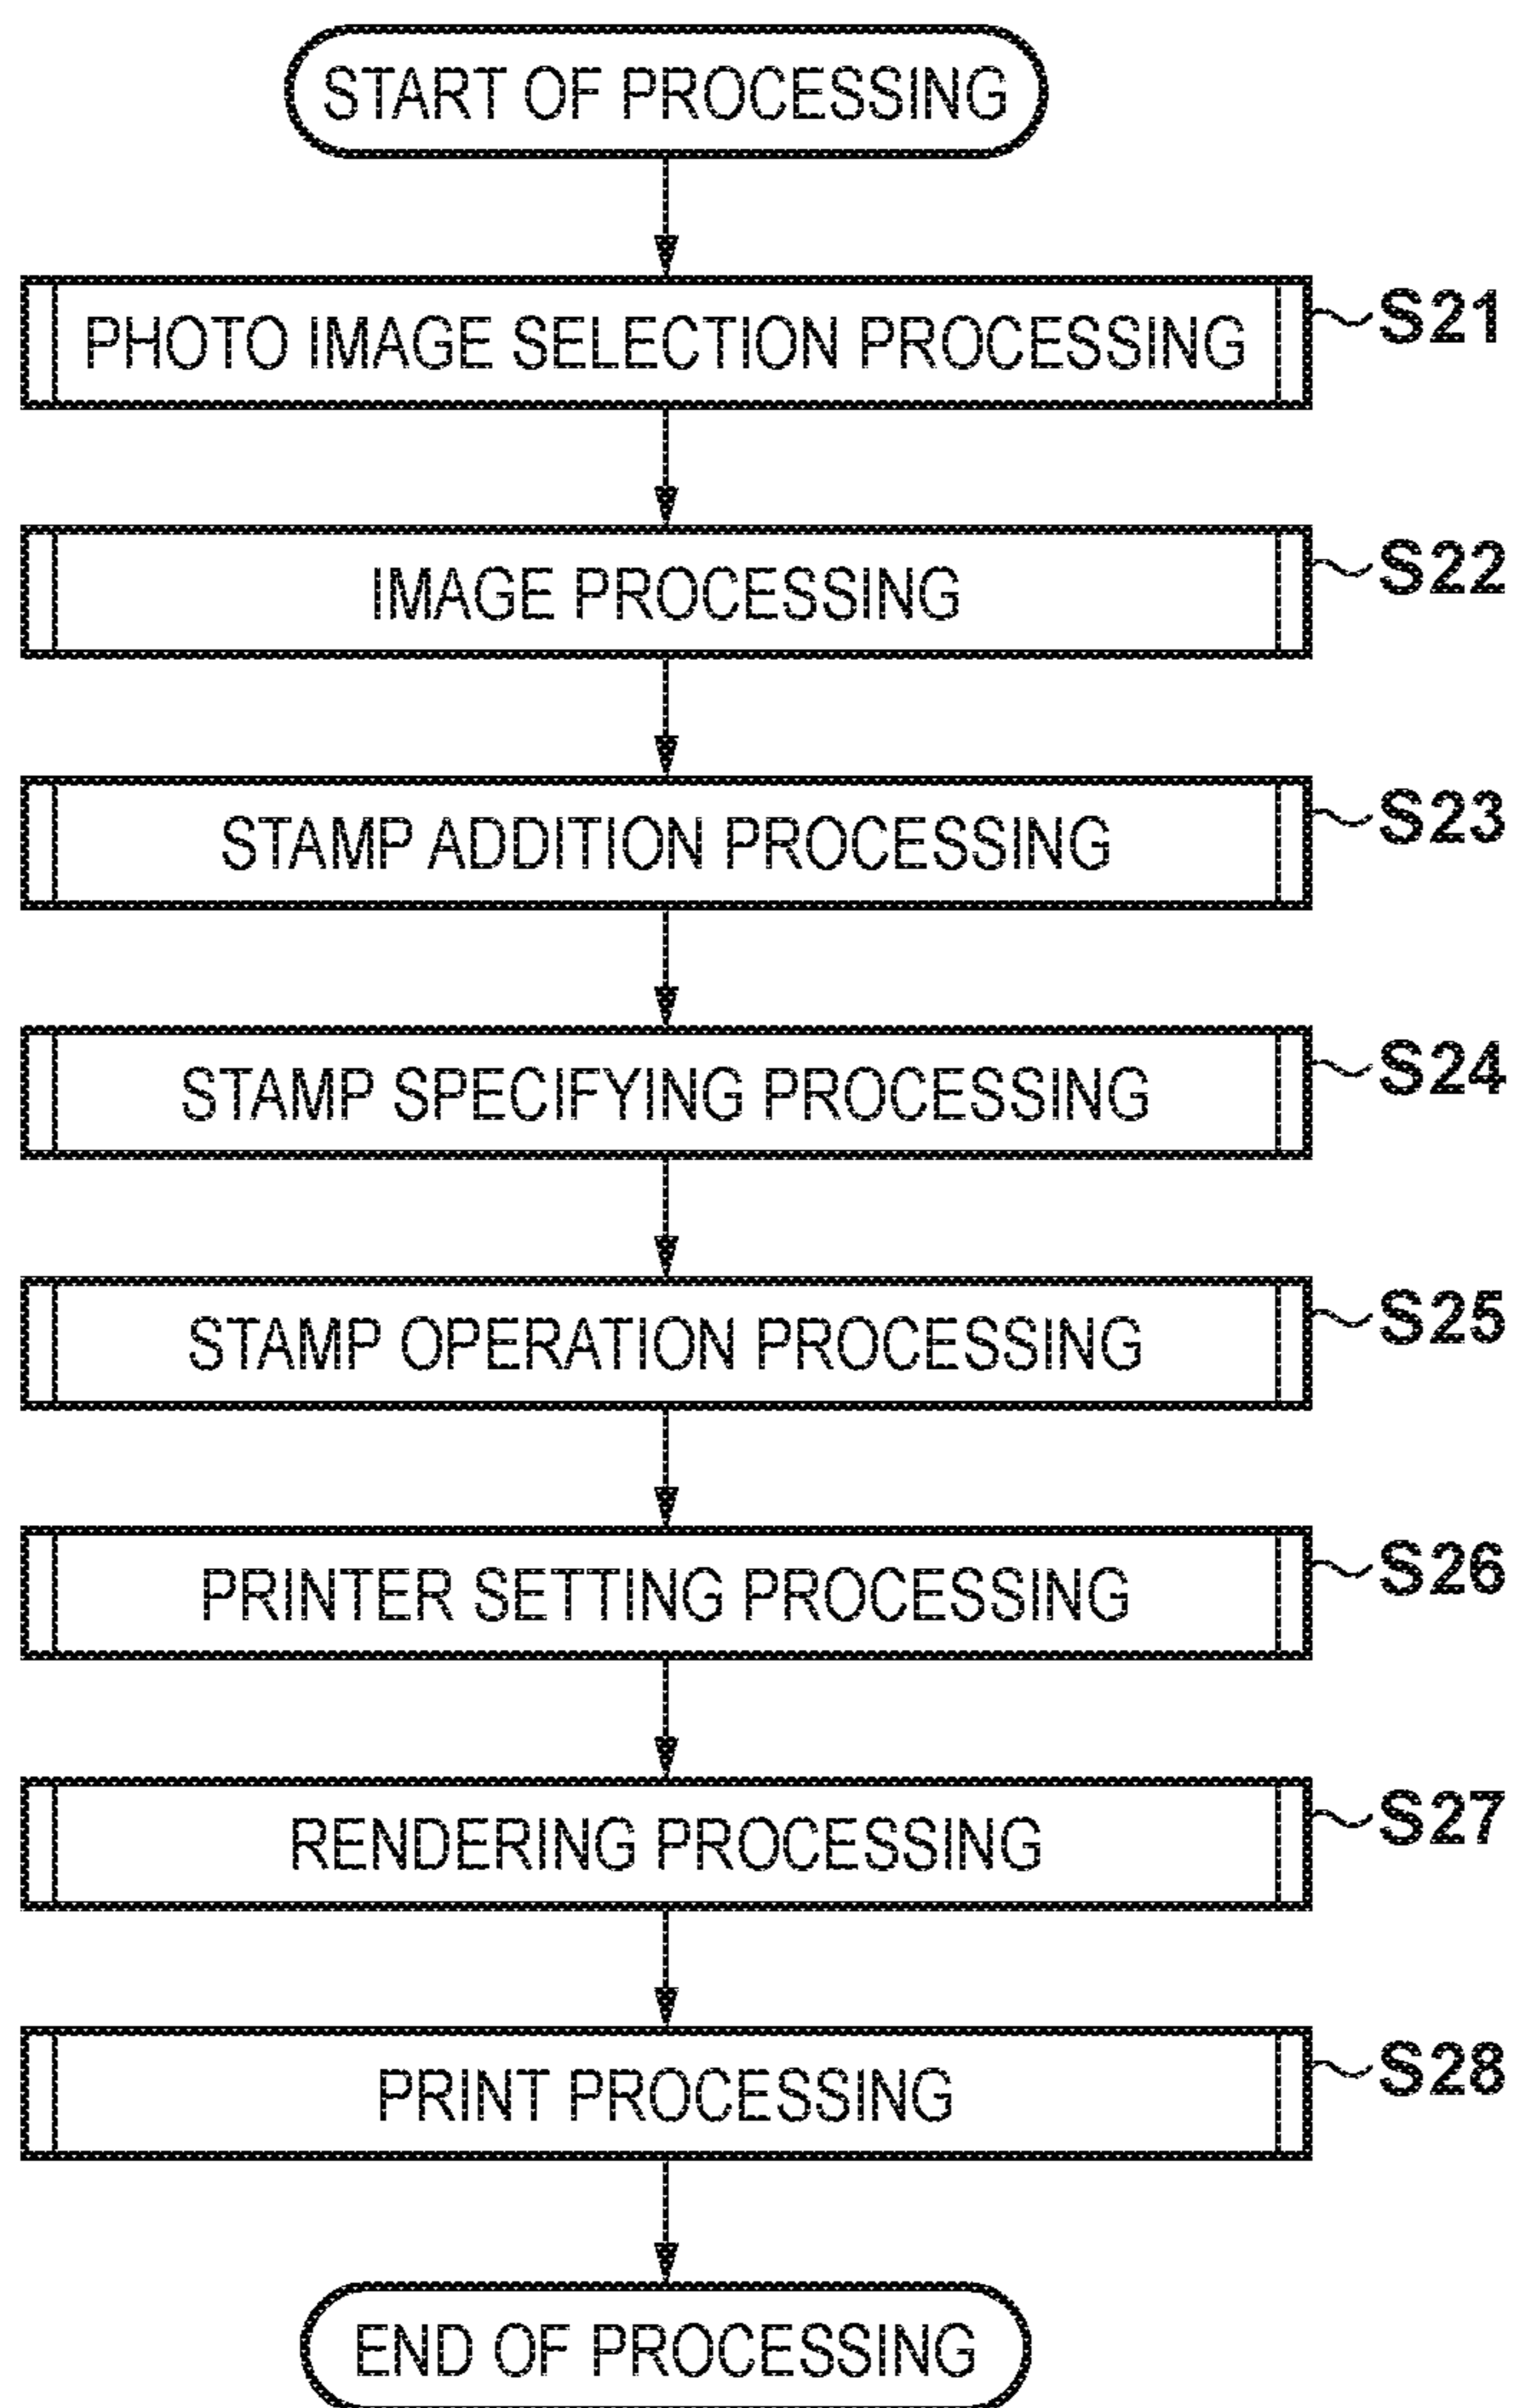 START OF PROCESSING
PHOTO IMAGE SELECTION PROCESSING S21
IMAGE PROCESSING S22
STAMP ADDITION PROCESSING S23
STAMP SPECIFYING PROCESSING S24
STAMP OPERATION PROCESSING S25
PRINTER SETTING PROCESSING S26
RENDERING PROCESSING S27
PRINT PROCESSING S28
END OF PROCESSING